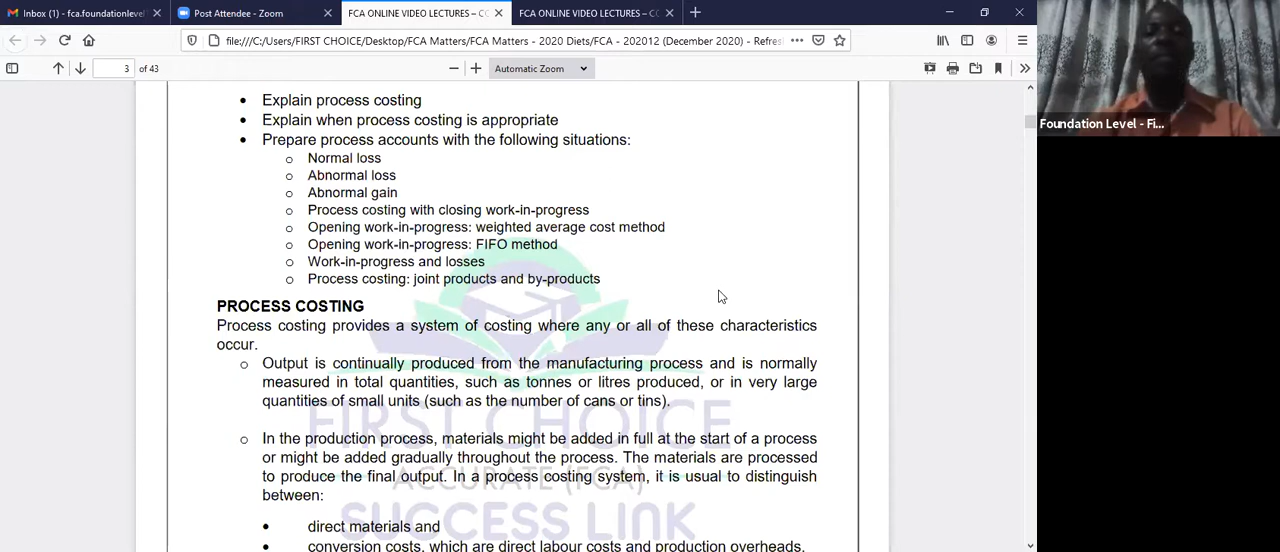 Inbox (1) - fca.foundationlevel
Post Attendee - Zoom
FCA ONLINE VIDEO LECTURES – CC
FCA ONLINE VIDEO LECTURES – CC
file:///C:/Users/FIRST CHOICE/Desktop/FCA Matters/FCA Matters - 2020 Diets/FCA - 202012 (December 2020) - Refres
3 of 43
Automatic Zoom
Foundation Level - Fi...
• Explain process costing
• Explain when process costing is appropriate
• Prepare process accounts with the following situations:
o Normal loss
o Abnormal loss
o Abnormal gain
o Process costing with closing work-in-progress
o Opening work-in-progress: weighted average cost method
o Opening work-in-progress: FIFO method
o Work-in-progress and losses
o Process costing: joint products and by-products
PROCESS COSTING
Process costing provides a system of costing where any or all of these characteristics
occur.
o Output is continually produced from the manufacturing process and is normally
measured in total quantities, such as tonnes or litres produced, or in very large
quantities of small units (such as the number of cans or tins).
FIRST CHOICE
o In the production process, materials might be added in full at the start of a process
or might be added gradually throughout the process. The materials are processed
to produce the final output. In a process costing system, it is usual to distinguish
between:
ACCURATE (FCA)
SUCCESS LINK
• direct materials and
• conversion costs, which are direct labour costs and production overheads.